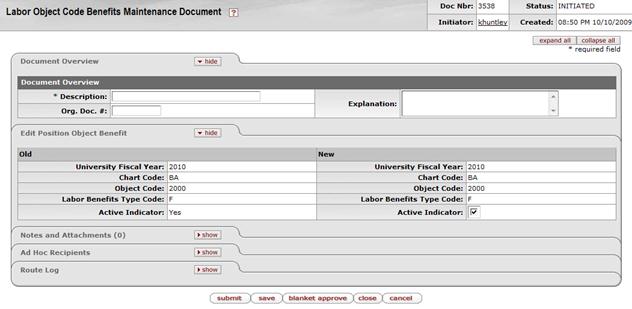 Labor Object Code Benefits Maintenance Document ?
Doc Nbr: 3538 Status: INITIATED
Initiator: khuntley Created: 08:50 PM 10/10/2009
expand all collapse all
* required field
Document Overview hide
Document Overview
* Description: Explanation:
Org. Doc. #:
Edit Position Object Benefit hide
Old New
University Fiscal Year: 2010 University Fiscal Year: 2010
Chart Code: BA Chart Code: BA
Object Code: 2000 Object Code: 2000
Labor Benefits Type Code: F Labor Benefits Type Code: F
Active Indicator: Yes Active Indicator:
Notes and Attachments (0) show
Ad Hoc Recipients show
Route Log show
submit save blanket approve close cancel